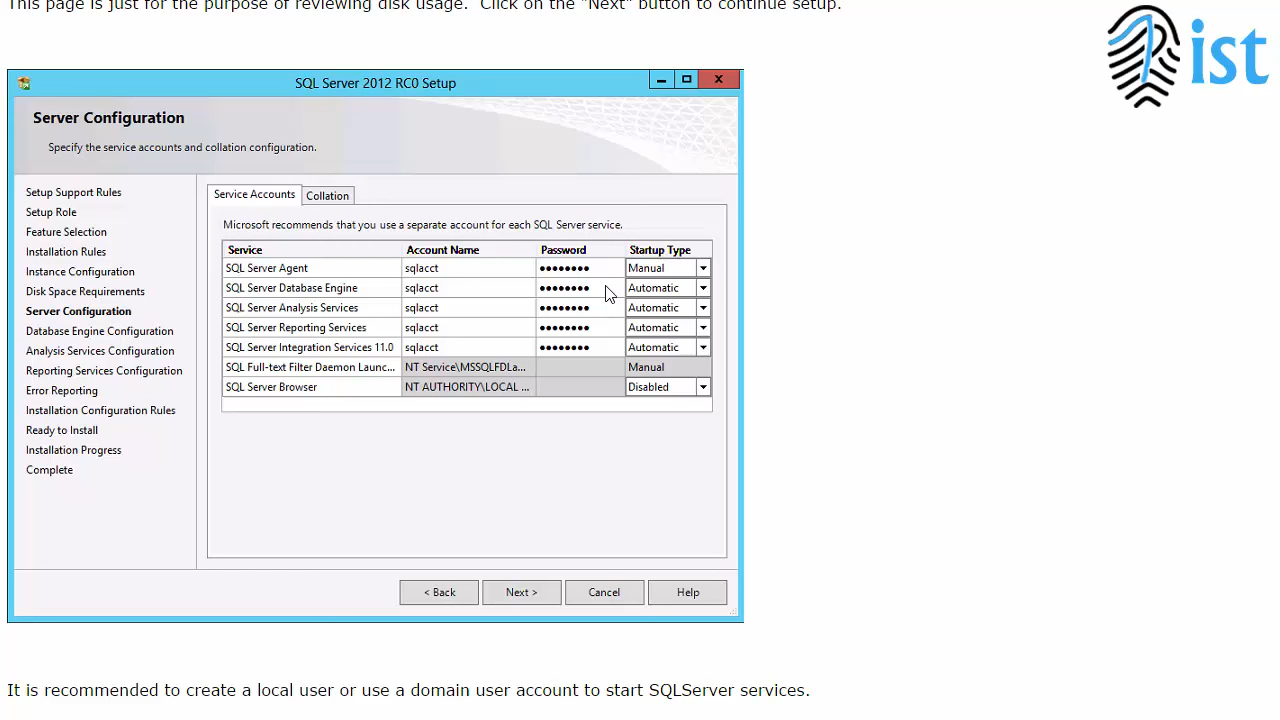 This page is just for the purpose of reviewing disk usage. Click on the "Next" button to continue setup.
ist
SQL Server 2012 RC0 Setup
Server Configuration
Specify the service accounts and collation configuration.
Setup Support Rules
Setup Role
Feature Selection
Installation Rules
Instance Configuration
Disk Space Requirements
Server Configuration
Database Engine Configuration
Analysis Services Configuration
Reporting Services Configuration
Error Reporting
Installation Configuration Rules
Ready to Install
Installation Progress
Complete
Service Accounts Collation
Microsoft recommends that you use a separate account for each SQL Server service.
Service Account Name Password Startup Type
SQL Server Agent sqlacct ●●●●●●●● Manual
SQL Server Database Engine sqlacct ●●●●●●●● Automatic
SQL Server Analysis Services sqlacct ●●●●●●●● Automatic
SQL Server Reporting Services sqlacct ●●●●●●●● Automatic
SQL Server Integration Services 11.0 sqlacct ●●●●●●●● Automatic
SQL Full-text Filter Daemon Launc... NT Service\MSSQLFDLa... Manual
SQL Server Browser NT AUTHORITY\LOCAL ... Disabled
< Back Next > Cancel Help
It is recommended to create a local user or use a domain user account to start SQLServer services.